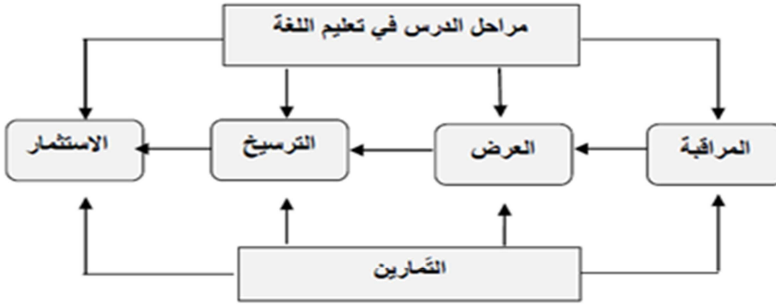 مراحل الدرس في تعليم اللغة
المراقبة
العرض
الترسيخ
الاستثمار
التّمارين